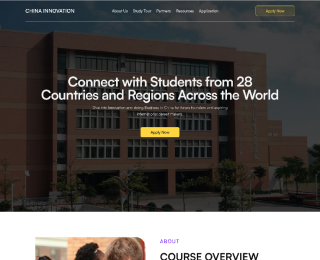 CHINA INNOVATION
About Us Study Tour Partners Resources Application
Apply Now
Connect with Students from 28
Countries and Regions Across the World
Apply Now
ABOUT
COURSE OVERVIEW